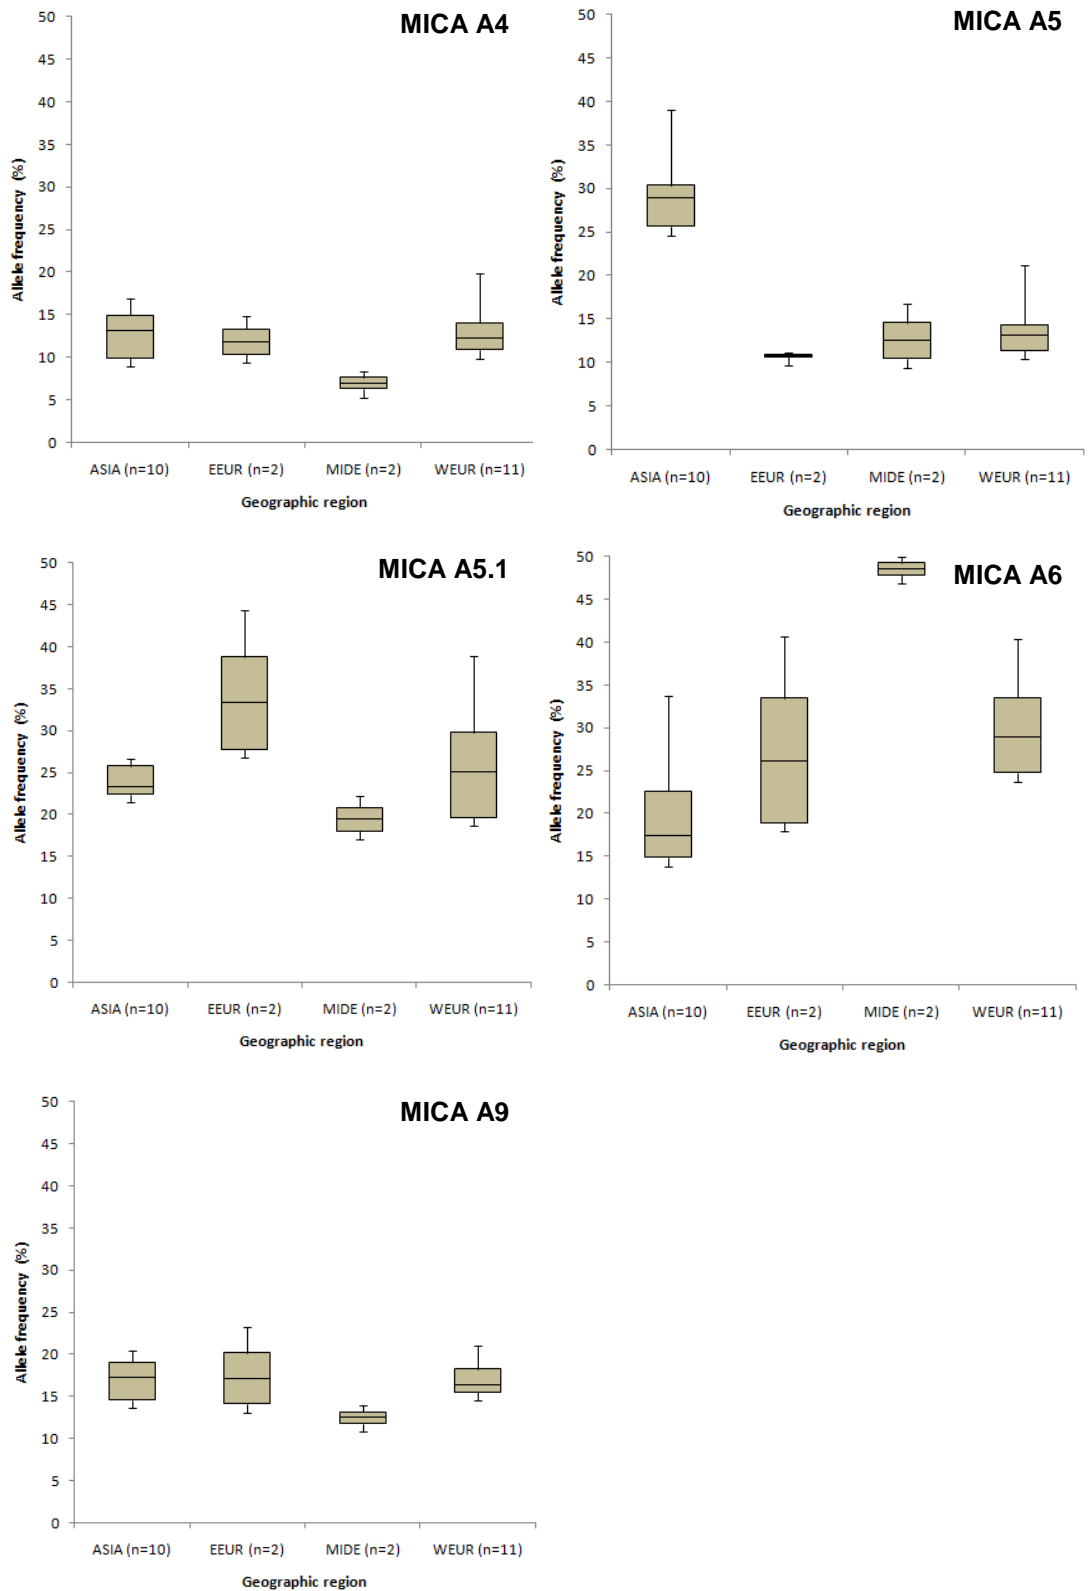 MICA A4
50
45
40
35
30
25
20
15
10
5
0
Allele frequency (%)
ASIA (n=10) EEUR (n=2) MIDE (n=2) WEUR (n=11)
Geographic region
MICA A5
50
45
40
35
30
25
20
15
10
5
0
Allele frequency (%)
ASIA (n=10) EEUR (n=2) MIDE (n=2) WEUR (n=11)
Geographic region
MICA A5.1
50
45
40
35
30
25
20
15
10
5
0
Allele frequency (%)
ASIA (n=10) EEUR (n=2) MIDE (n=2) WEUR (n=11)
Geographic region
MICA A6
50
45
40
35
30
25
20
15
10
5
0
Allele frequency (%)
ASIA (n=10) EEUR (n=2) MIDE (n=2) WEUR (n=11)
Geographic region
MICA A9
50
45
40
35
30
25
20
15
10
5
0
Allele frequency (%)
ASIA (n=10) EEUR (n=2) MIDE (n=2) WEUR (n=11)
Geographic region